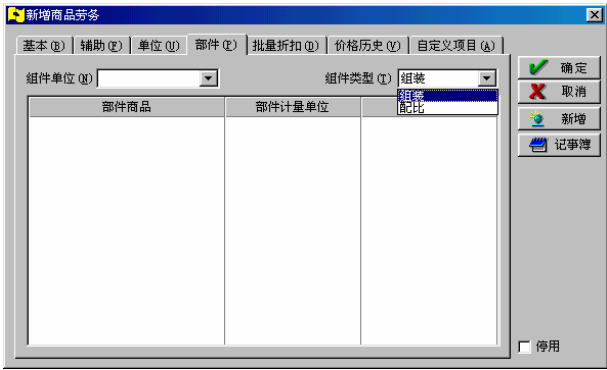 新增商品劳务
基本(B) 辅助(F) 单位(U) 部件(E) 批量折扣(D) 价格历史(V) 自定义项目(A)
组件单位(N) 组件类型(T) 组装
组装
配比
部件商品 部件计量单位
确定
取消
新增
记事簿
停用